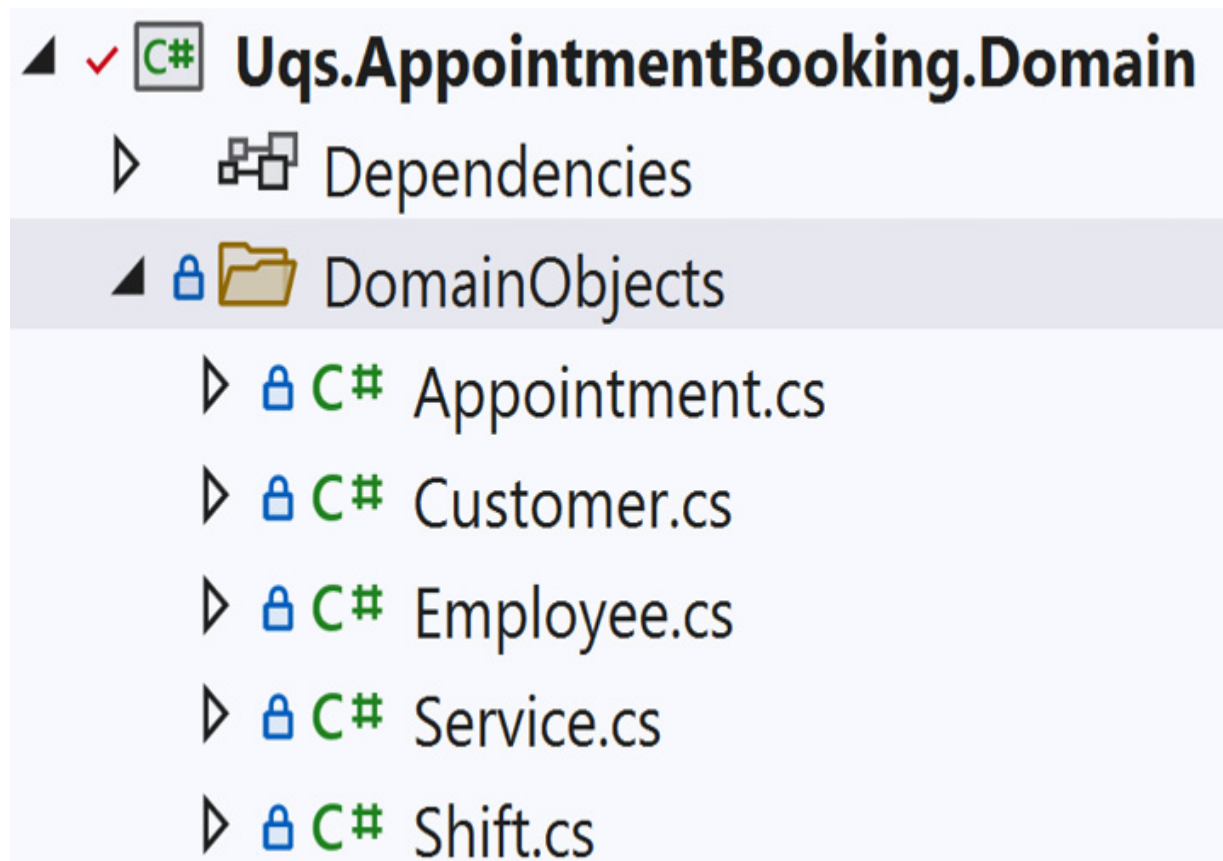 C# Uqs.AppointmentBooking.Domain
Dependencies
DomainObjects
C# Appointment.cs
C# Customer.cs
C# Employee.cs
C# Service.cs
C# Shift.cs